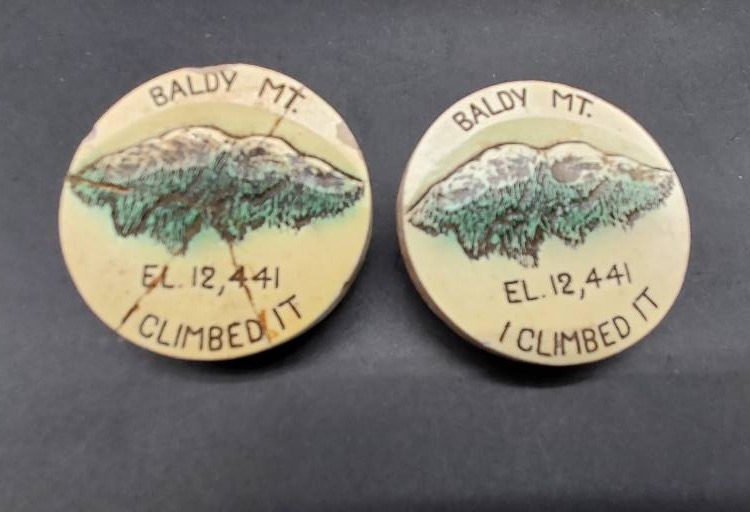 BALDY MT.
EL. 12,441
I CLIMBED IT
BALDY MT.
EL. 12,441
I CLIMBED IT